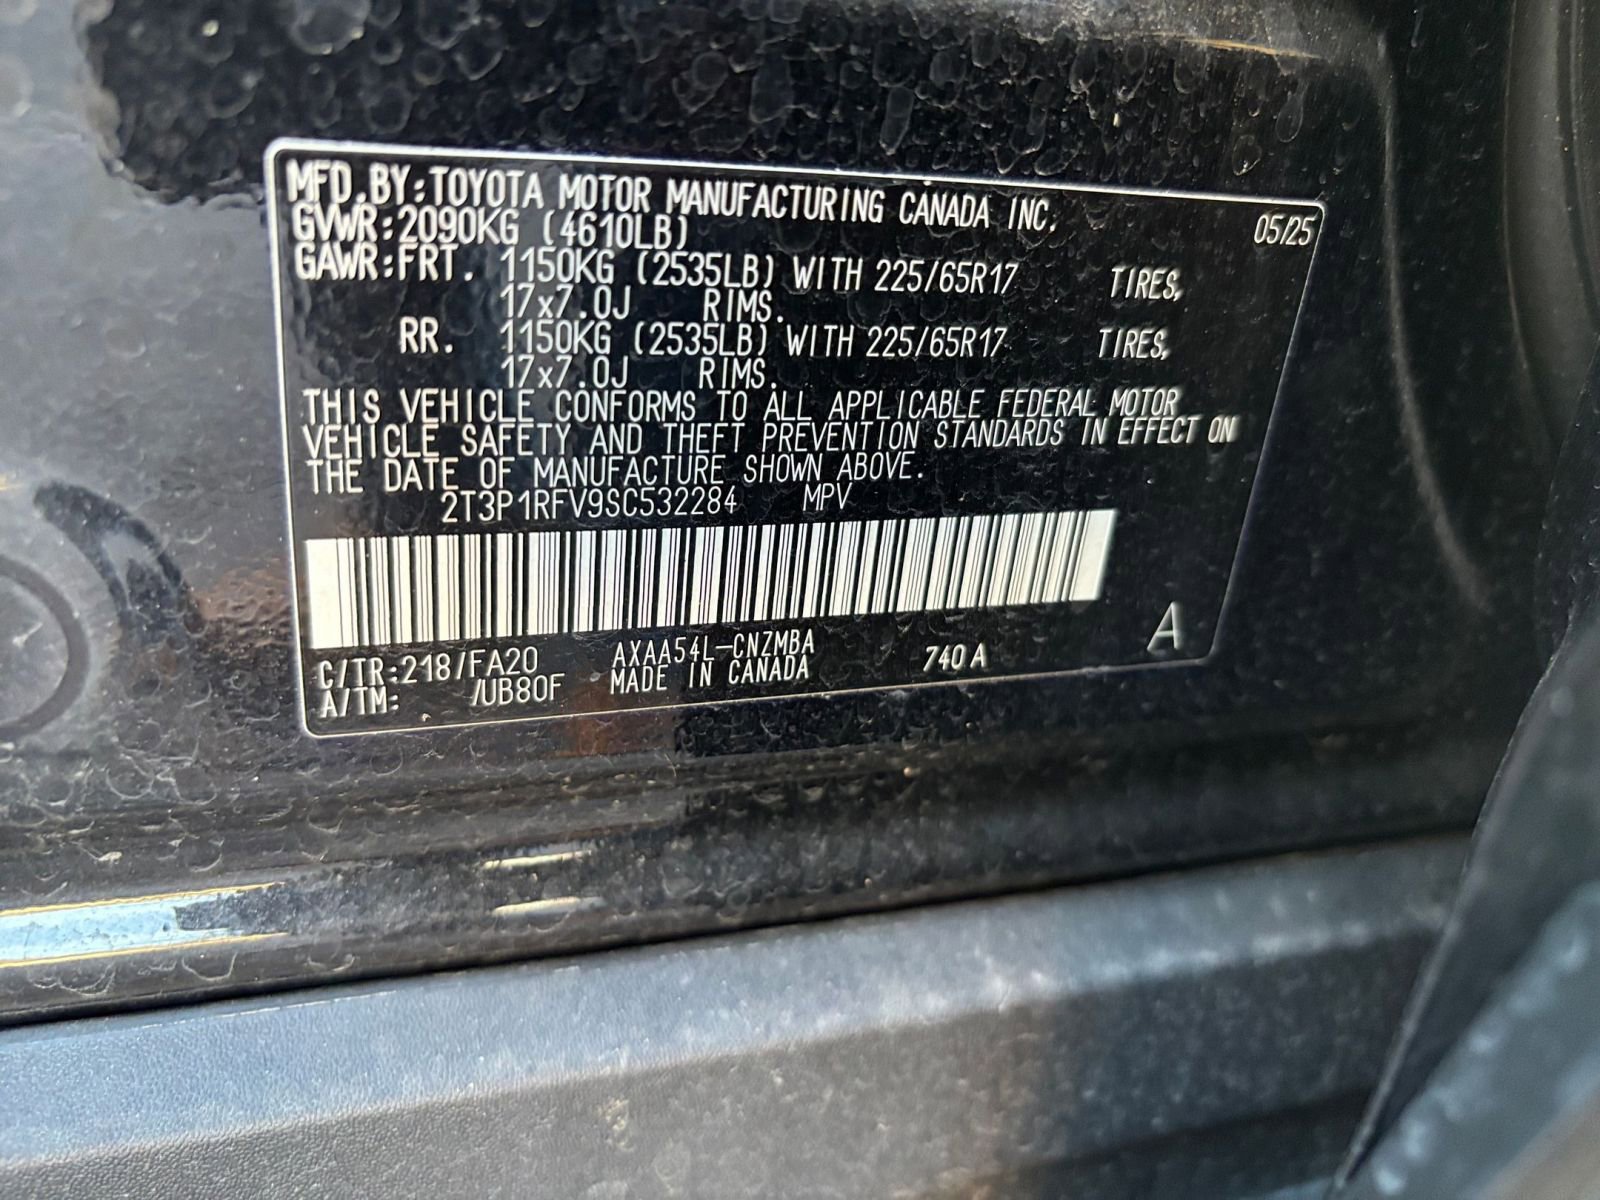 MFD.BY:TOYOTA MOTOR MANUFACTURING CANADA INC. 05/25
GVWR:2090KG (4610LB)
GAWR:FRT. 1150KG (2535LB) WITH 225/65R17 TIRES,
17x7.0J RIMS.
RR. 1150KG (2535LB) WITH 225/65R17 TIRES,
17x7.0J RIMS.
THIS VEHICLE CONFORMS TO ALL APPLICABLE FEDERAL MOTOR
VEHICLE SAFETY AND THEFT PREVENTION STANDARDS IN EFFECT ON
THE DATE OF MANUFACTURE SHOWN ABOVE.
2T3P1RFV9SC532284 MPV
C/TR:218/FA20 AXAA54L-CNZMBA 740A A
A/TM: /UB80F MADE IN CANADA